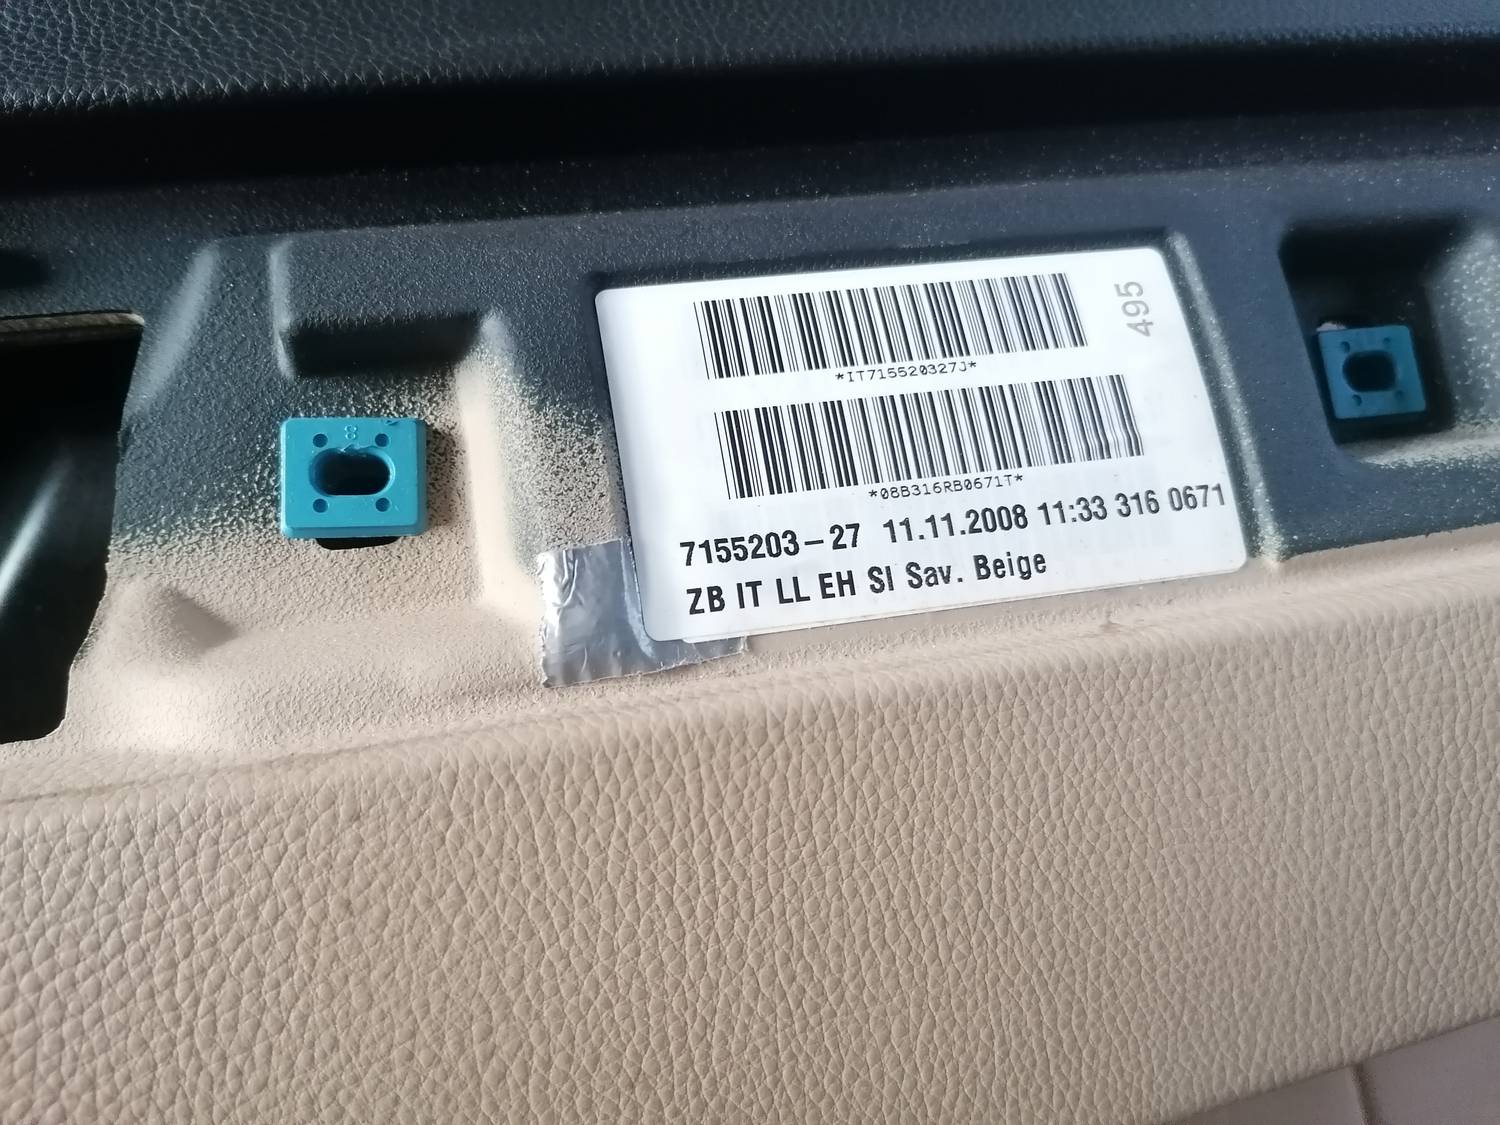 495
*IT715520327J*
*08B316RB0671T*
7155203-27 11.11.2008 11:33 316 0671
ZB IT LL EH SI Sav. Beige
8